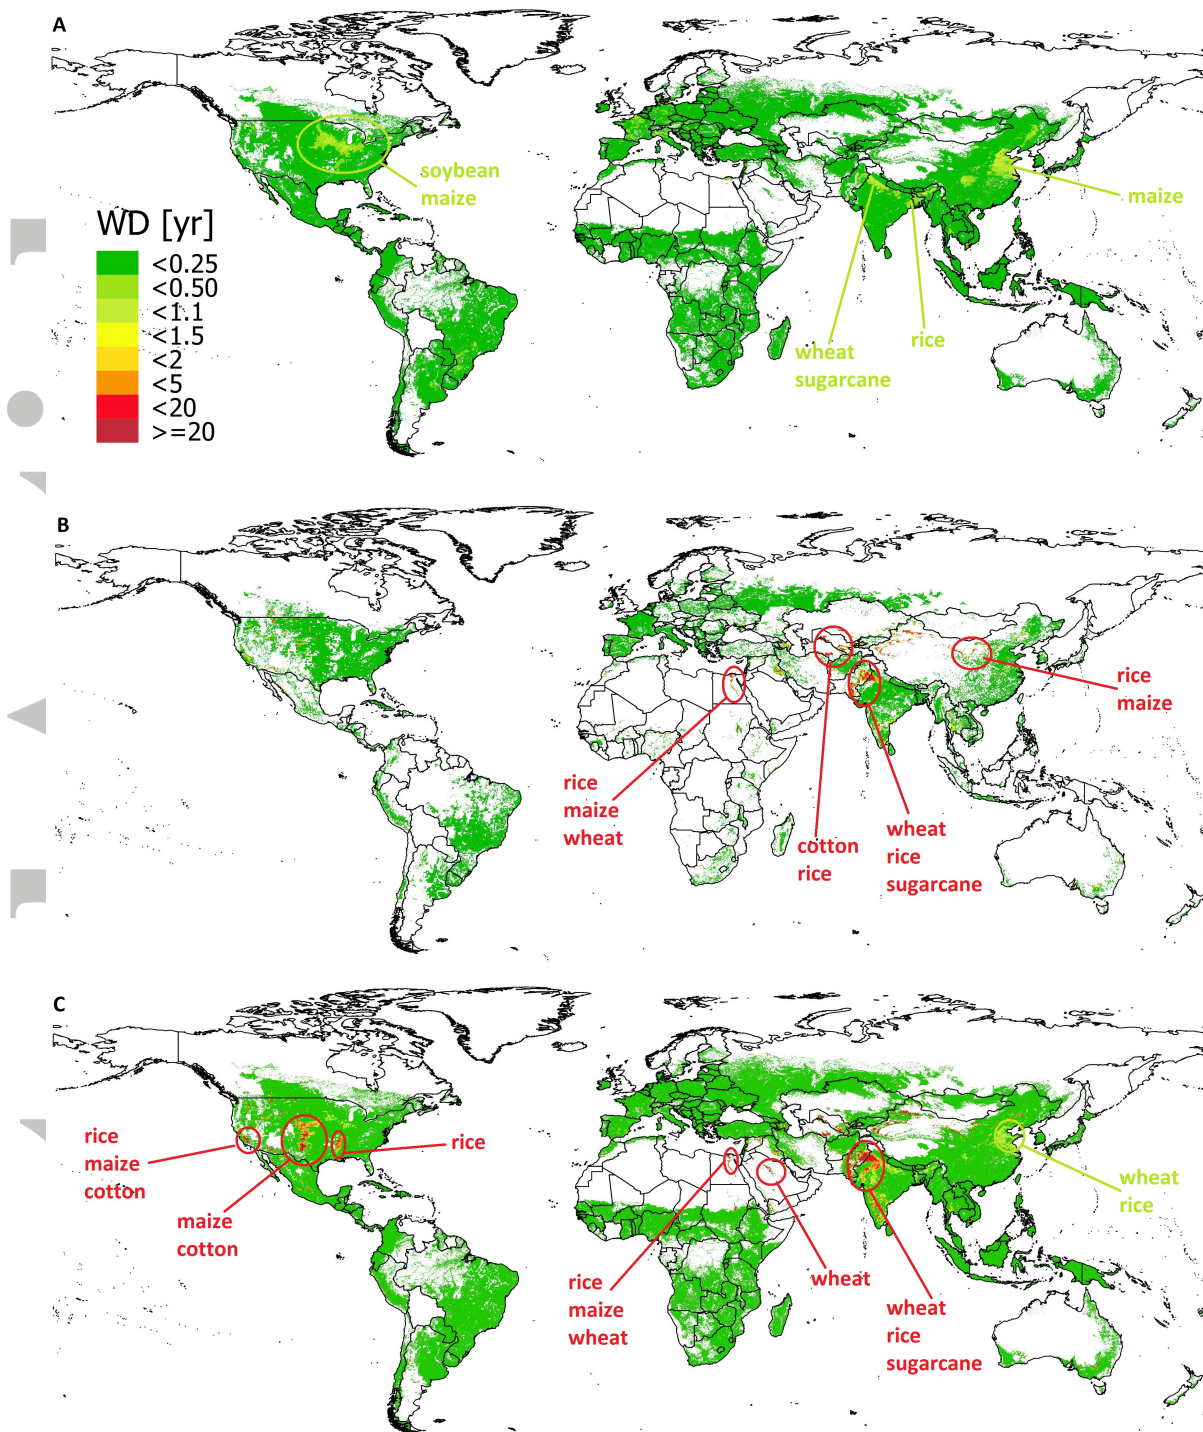 A
soybean
maize
maize
WD [yr]
<0.25
<0.50
<1.1
<1.5
<2
<5
<20
>=20
wheat
sugarcane
rice
B
rice
maize
rice
maize
wheat
cotton
rice
wheat
rice
sugarcane
C
rice
maize
cotton
rice
maize
cotton
wheat
rice
rice
maize
wheat
wheat
wheat
rice
sugarcane